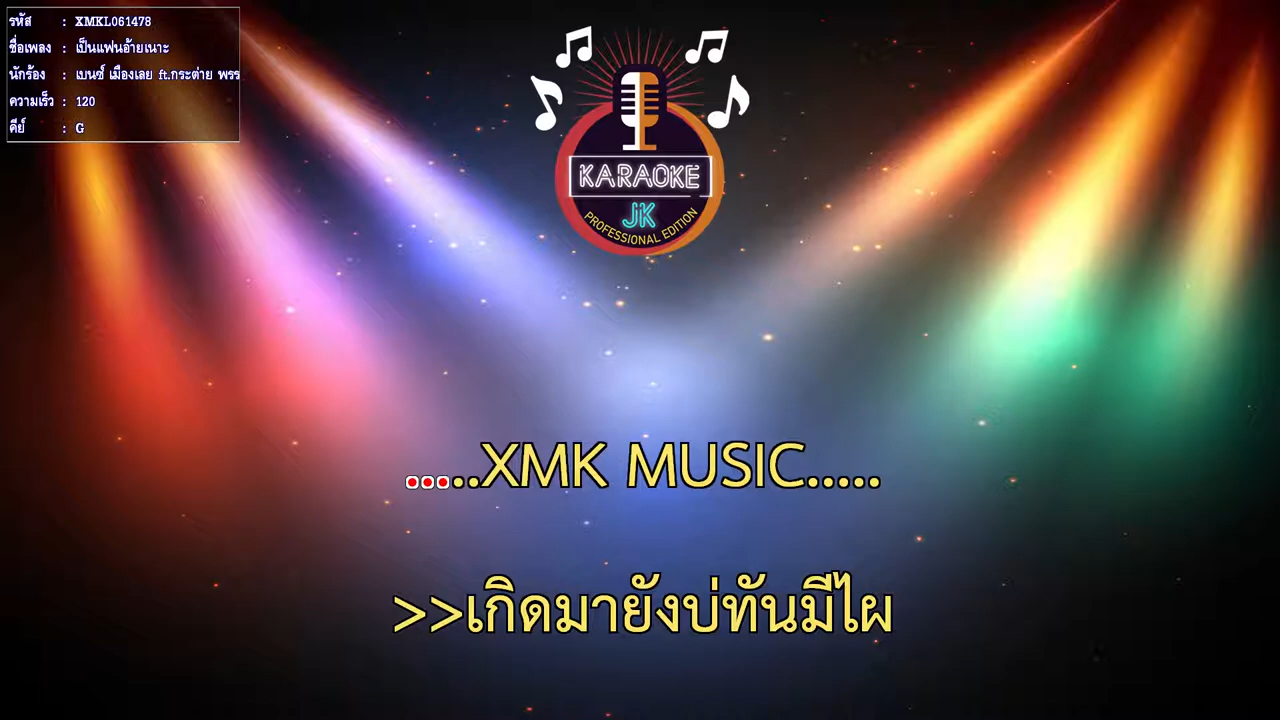 รหัส : XMKL061478
ชื่อเพลง : เป็นแฟนอ้ายเนาะ
นักร้อง : เบนซ์ เมืองเลย ft.กระต่าย พรร
ความเร็ว : 120
คีย์ : G
KARAOKE
JK
PROFESSIONAL EDITION
.....XMK MUSIC.....
>>เกิดมายังบ่ทันมีไผ